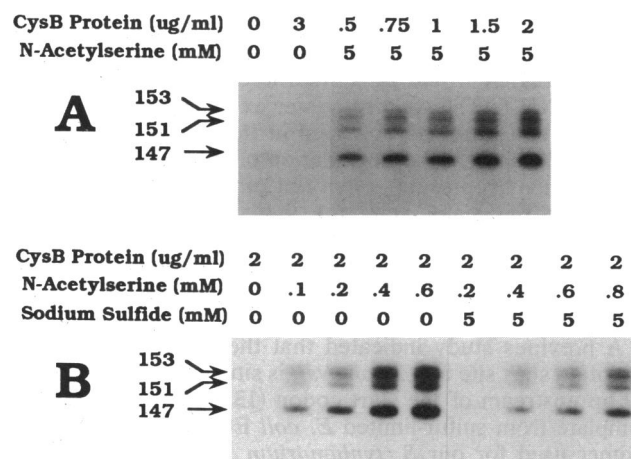 CysB Protein (ug/ml) 0 3 .5 .75 1 1.5 2
N-Acetylserine (mM) 0 0 5 5 5 5 5
A
153
151
147
CysB Protein (ug/ml) 2 2 2 2 2 2 2 2 2
N-Acetylserine (mM) 0 .1 .2 .4 .6 .2 .4 .6 .8
Sodium Sulfide (mM) 0 0 0 0 0 5 5 5 5
B
153
151
147